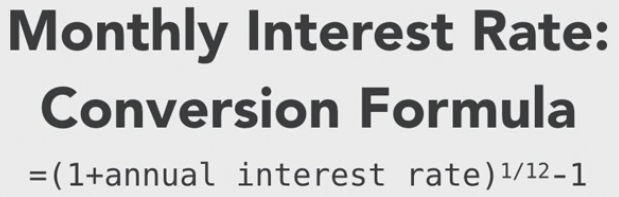 Monthly Interest Rate:
Conversion Formula
=(1+annual interest rate)¹/¹²-1